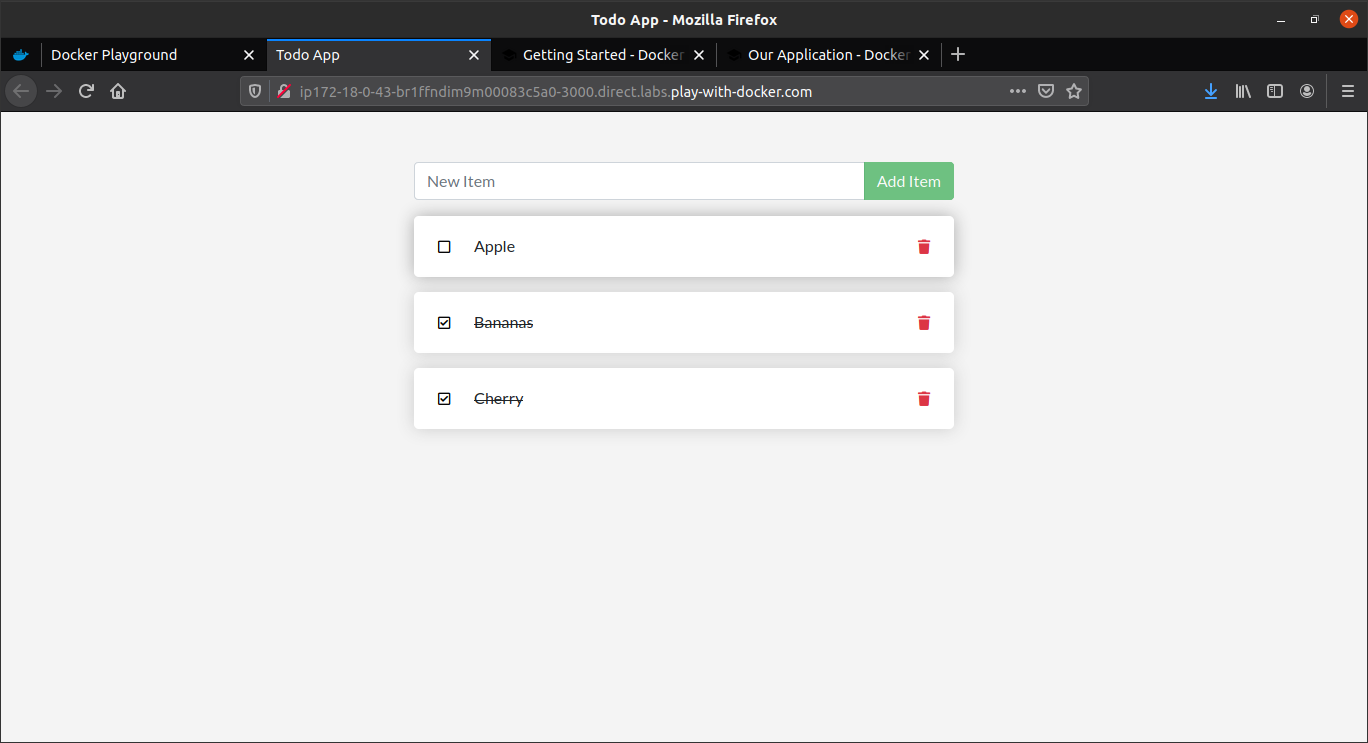 Todo App - Mozilla Firefox
Docker Playground
Todo App
Getting Started - Docker
Our Application - Docker
ip172-18-0-43-br1ffndim9m00083c5a0-3000.direct.labs.play-with-docker.com
New Item
Add Item
Apple
Bananas
Cherry